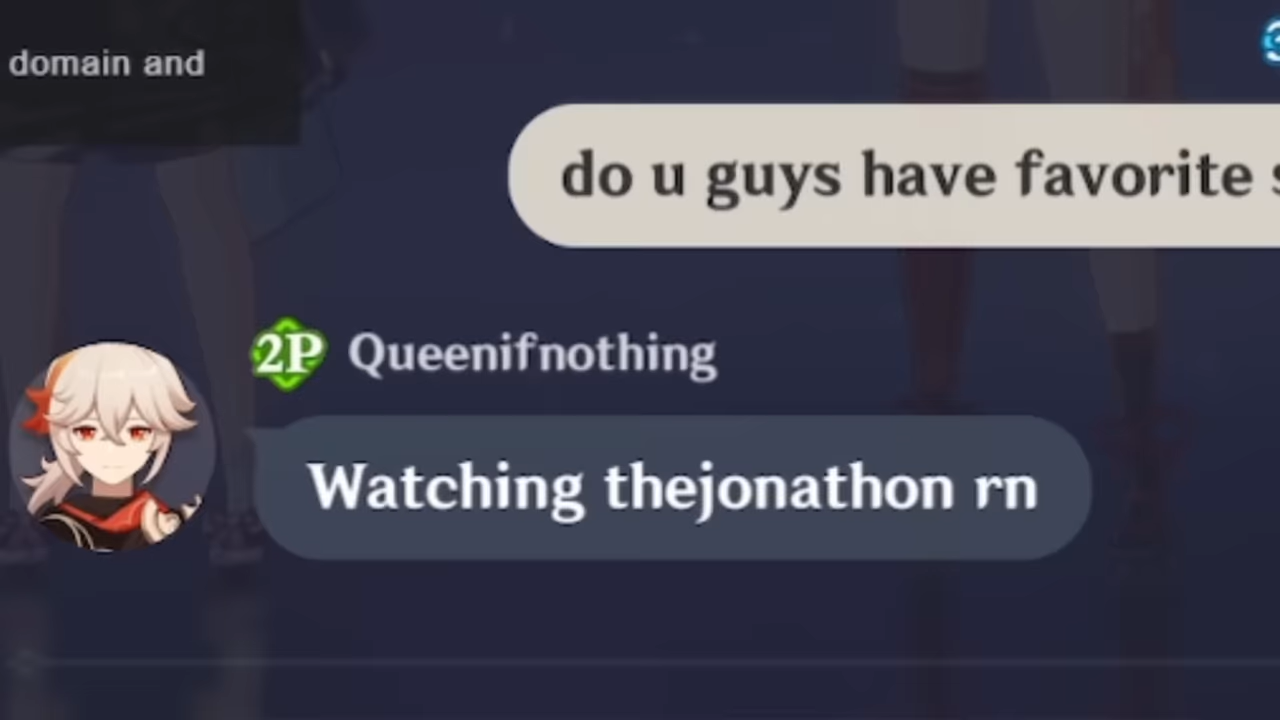 domain and
do u guys have favorite
2P Queenifnothing
Watching thejonathon rn